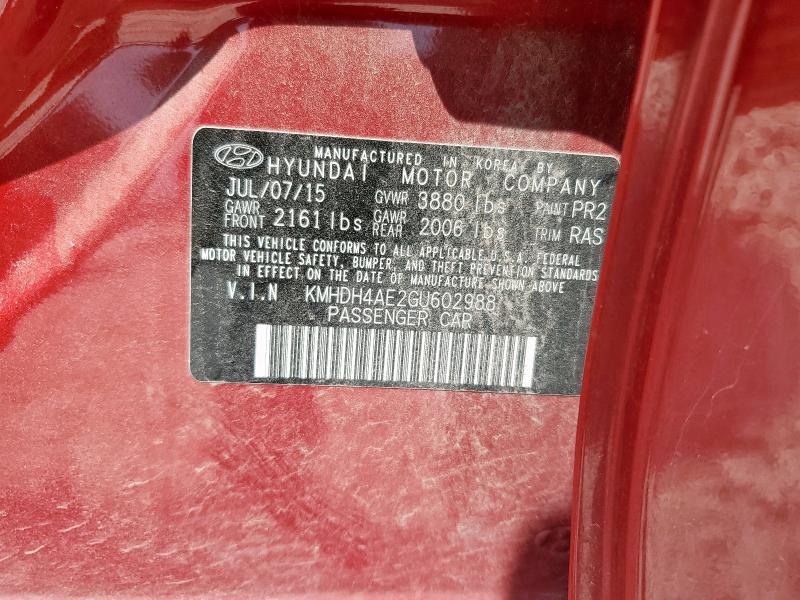 MANUFACTURED IN KOREA BY
HYUNDAI MOTOR COMPANY
JUL/07/15 GVWR 3880 lbs PAINT PR2
GAWR FRONT 2161 lbs GAWR REAR 2006 lbs TRIM RAS
THIS VEHICLE CONFORMS TO ALL APPLICABLE U.S.A. FEDERAL
MOTOR VEHICLE SAFETY, BUMPER, AND THEFT PREVENTION STANDARDS
IN EFFECT ON THE DATE OF MANUFACTURE SHOWN ABOVE.
V.I.N KMHDH4AE2GU602988
PASSENGER CAR